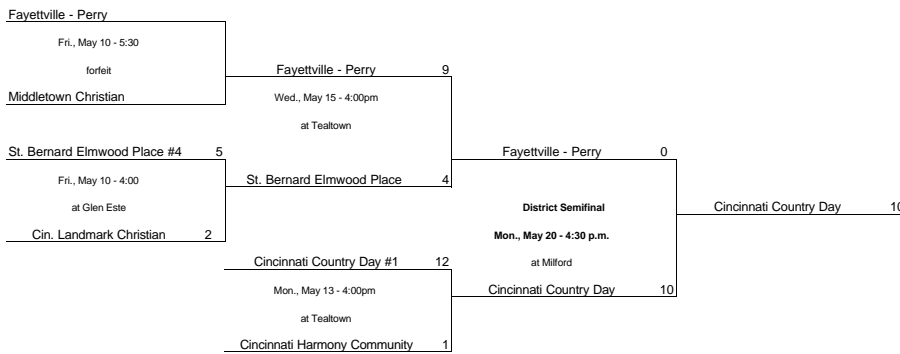 Fayettville - Perry
Fri., May 10 - 5:30
forfeit
Middletown Christian
Fayettville - Perry 9
Wed., May 15 - 4:00pm
at Tealtown
St. Bernard Elmwood Place #4 5
Fri., May 10 - 4:00
at Glen Este
Cin. Landmark Christian 2
St. Bernard Elmwood Place 4
Fayettville - Perry 0
District Semifinal
Mon., May 20 - 4:30 p.m.
at Milford
Cincinnati Country Day 10
Cincinnati Country Day #1 12
Mon., May 13 - 4:00pm
at Tealtown
Cincinnati Harmony Community 1
Cincinnati Country Day 10